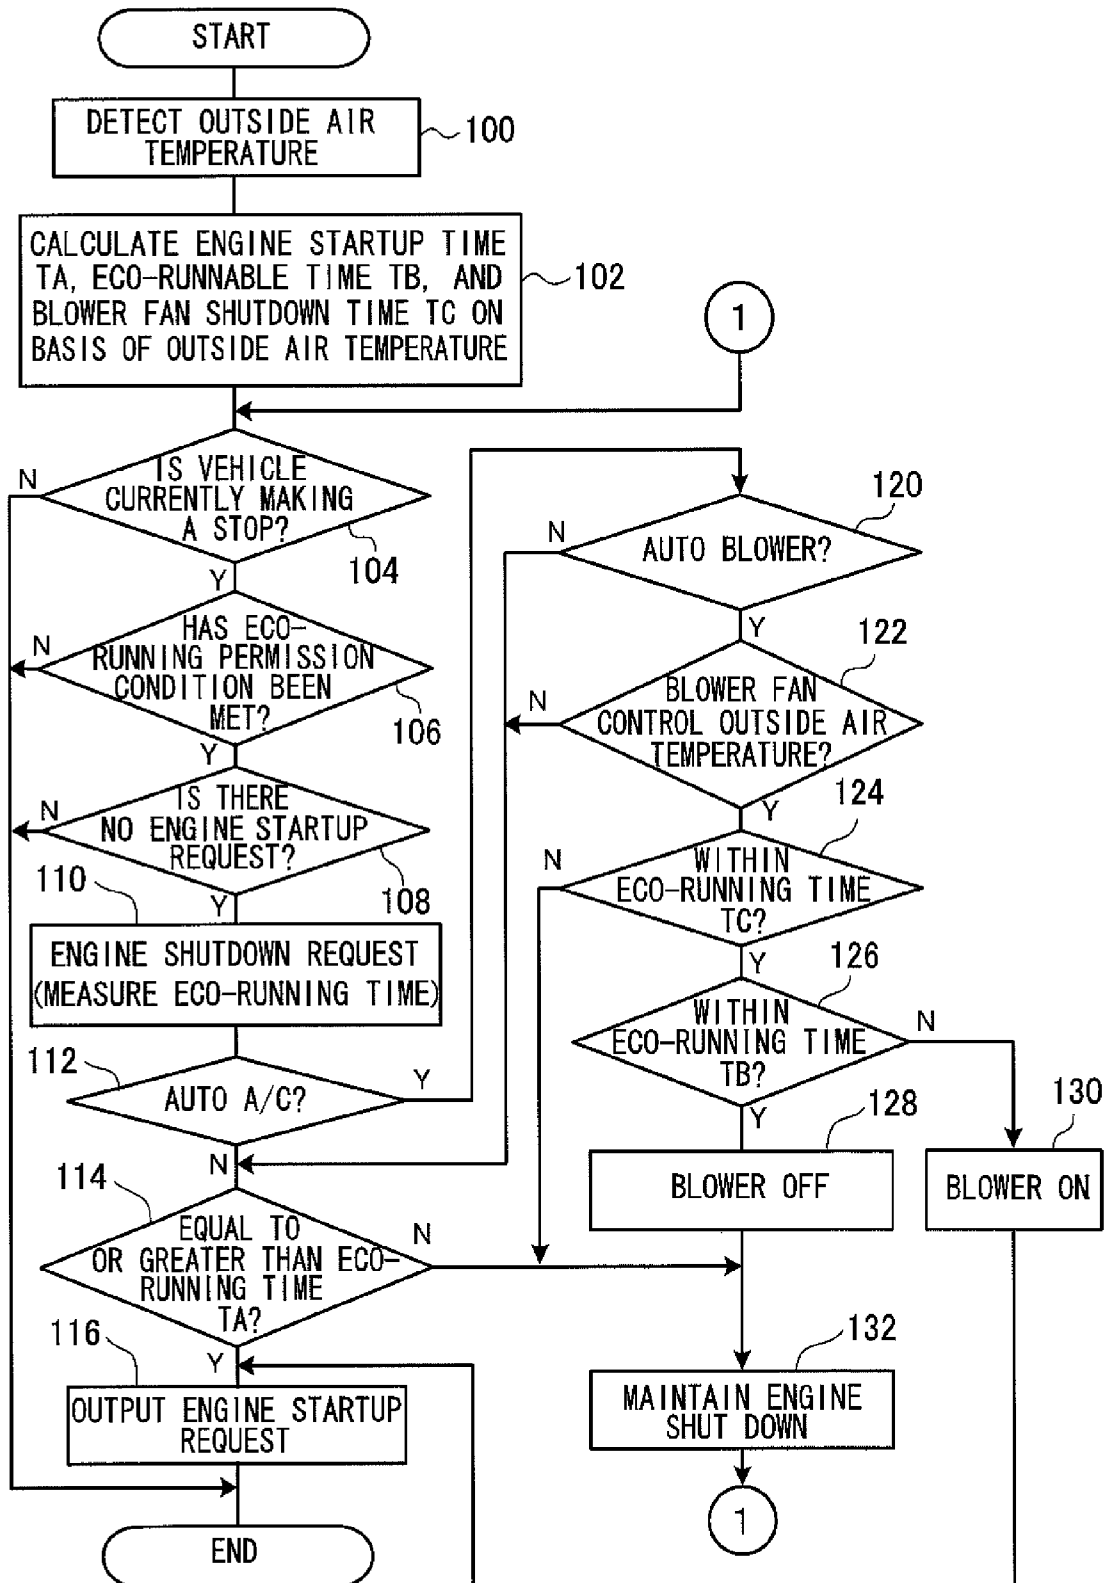 START
DETECT OUTSIDE AIR
TEMPERATURE
100
CALCULATE ENGINE STARTUP TIME
TA, ECO-RUNNABLE TIME TB, AND
BLOWER FAN SHUTDOWN TIME TC ON
BASIS OF OUTSIDE AIR TEMPERATURE
102
1
IS VEHICLE
CURRENTLY MAKING
A STOP?
N
104
Y
HAS ECO-
RUNNING PERMISSION
CONDITION BEEN
MET?
N
106
Y
IS THERE
NO ENGINE STARTUP
REQUEST?
N
108
Y
110
ENGINE SHUTDOWN REQUEST
(MEASURE ECO-RUNNING TIME)
112
AUTO A/C?
Y
N
114
EQUAL TO
OR GREATER THAN ECO-
RUNNING TIME
TA?
N
Y
116
OUTPUT ENGINE STARTUP
REQUEST
END
120
AUTO BLOWER?
N
Y
122
BLOWER FAN
CONTROL OUTSIDE AIR
TEMPERATURE?
N
Y
124
WITHIN
ECO-RUNNING TIME
TC?
N
Y
126
WITHIN
ECO-RUNNING TIME
TB?
N
Y
128
BLOWER OFF
130
BLOWER ON
132
MAINTAIN ENGINE
SHUT DOWN
1